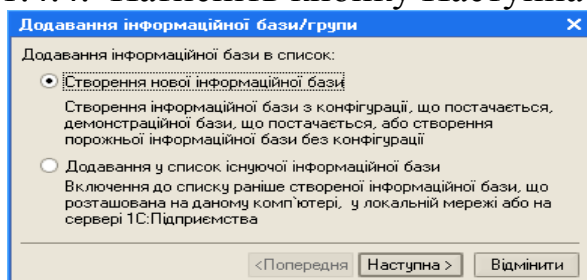 Додавання інформаційної бази/групи
Додавання інформаційної бази в список:
Створення нової інформаційної бази
Створення інформаційної бази з конфігурації, що постачається,
демонстраційної бази, що постачається, або створення
порожньої інформаційної бази без конфігурації
Додавання у список існуючої інформаційної бази
Включення до списку раніше створеної інформаційної бази, що
розташована на даному комп`ютері, у локальній мережі або на
сервері 1С:Підприємства
<Попередня Наступна > Відмінити